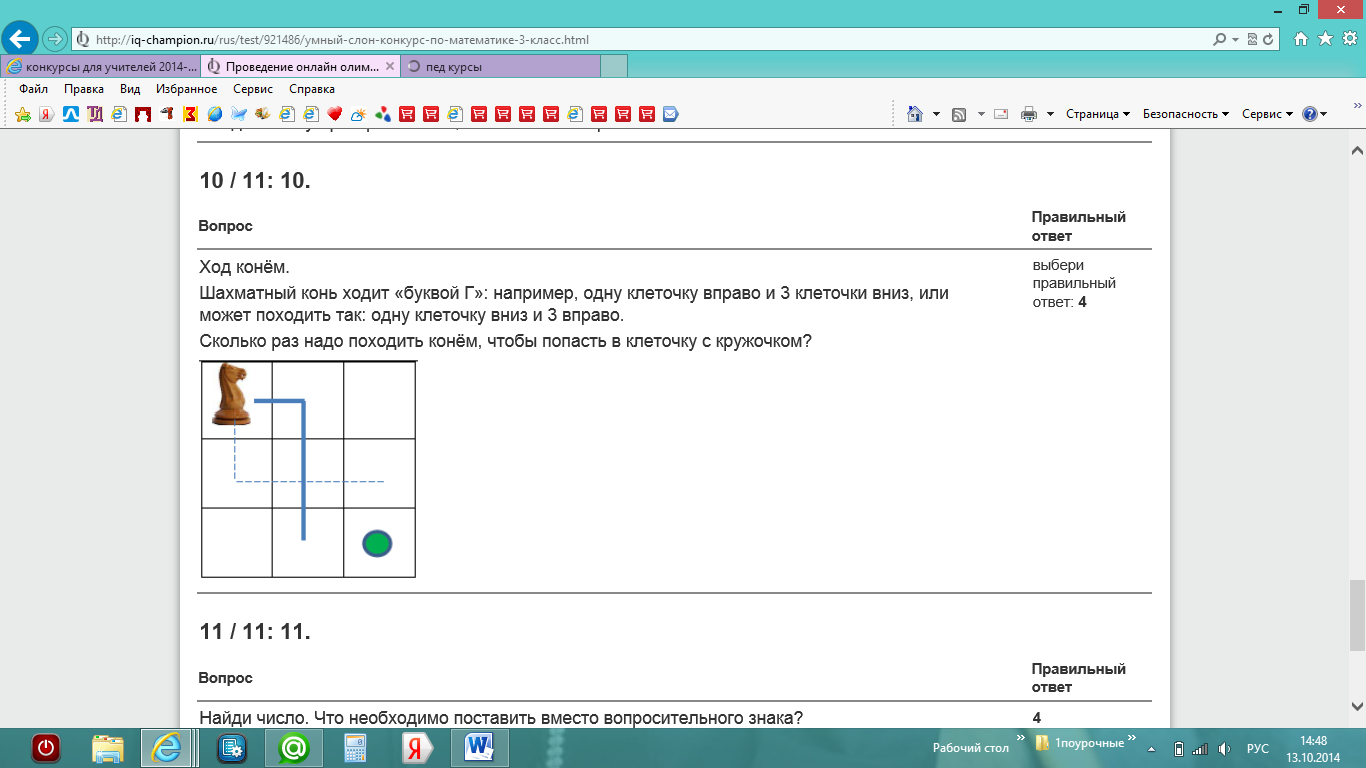 http://iq-champion.ru/rus/test/921486/умный-слон-конкурс-по-математике-3-класс.html
конкурсы для учителей 2014-...
Проведение онлайн олим...
пед курсы
Файл Правка Вид Избранное Сервис Справка
Страница Безопасность Сервис
10 / 11: 10.
Вопрос
Правильный
ответ
Ход конём.
Шахматный конь ходит «буквой Г»: например, одну клеточку вправо и 3 клеточки вниз, или
может походить так: одну клеточку вниз и 3 вправо.
Сколько раз надо походить конём, чтобы попасть в клеточку с кружочком?
выбери
правильный
ответ: 4
11 / 11: 11.
Вопрос
Правильный
ответ
Найди число. Что необходимо поставить вместо вопросительного знака?
4
Рабочий стол
1поурочные
РУС
14:48
13.10.2014